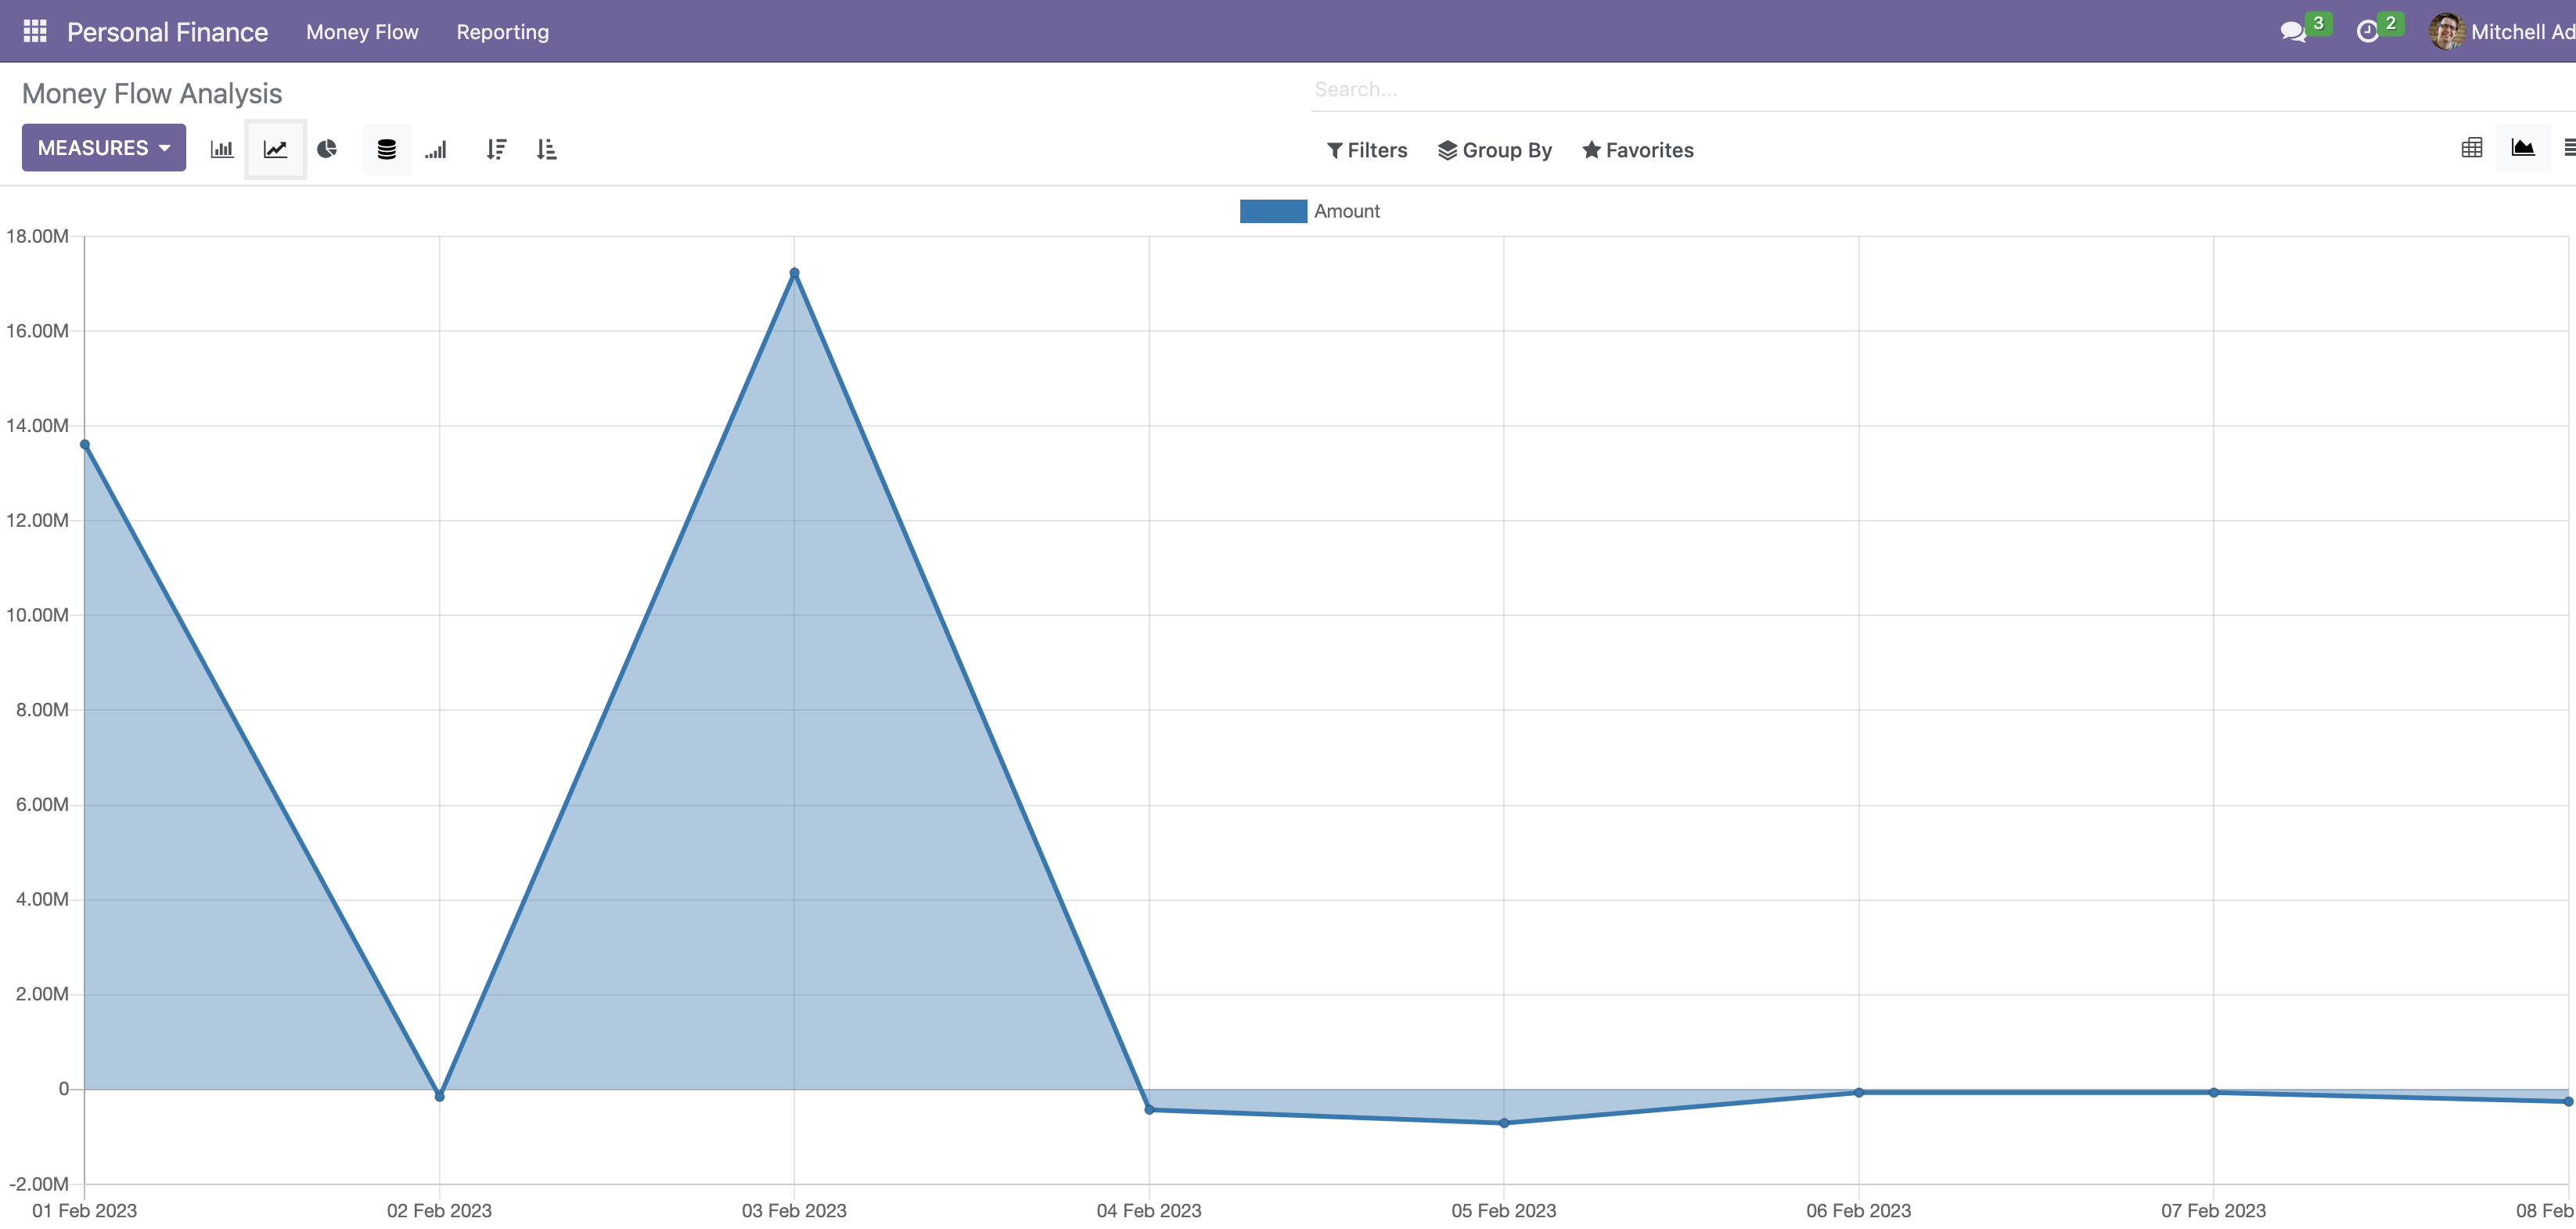 Personal Finance Money Flow Reporting 3 2 Mitchell Ad
Money Flow Analysis
Search...
MEASURES Filters Group By Favorites
Amount
18.00M
16.00M
14.00M
12.00M
10.00M
8.00M
6.00M
4.00M
2.00M
0
-2.00M
01 Feb 2023 02 Feb 2023 03 Feb 2023 04 Feb 2023 05 Feb 2023 06 Feb 2023 07 Feb 2023 08 Feb